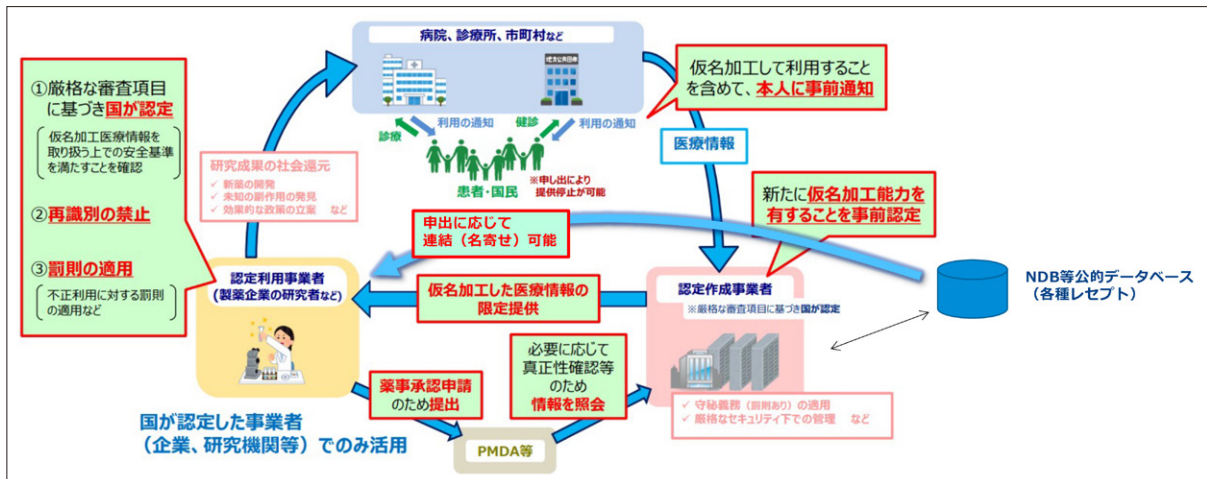 病院、診療所、市町村など
診療
利用の通知
健診
利用の通知
患者・国民
※申し出により
提供停止が可能
①厳格な審査項目
に基づき国が認定
仮名加工医療情報を
取り扱う上での安全基準
を満たすことを確認
②再識別の禁止
③罰則の適用
不正利用に対する罰則
の適用など
研究成果の社会還元
✓ 新薬の開発
✓ 未知の副作用の発見
✓ 効果的な政策の立案 など
仮名加工して利用すること
を含めて、本人に事前通知
医療情報
新たに仮名加工能力を
有することを事前認定
申出に応じて
連結（名寄せ）可能
認定利用事業者
(製薬企業の研究者など)
仮名加工した医療情報の
限定提供
認定作成事業者
※厳格な審査項目に基づき国が認定
NDB等公的データベース
（各種レセプト）
薬事承認申請
のため提出
必要に応じて
真正性確認等
のため
情報を照会
✓ 守秘義務（罰則あり）の適用
✓ 厳格なセキュリティ下での管理 など
国が認定した事業者
（企業、研究機関等）でのみ活用
PMDA等